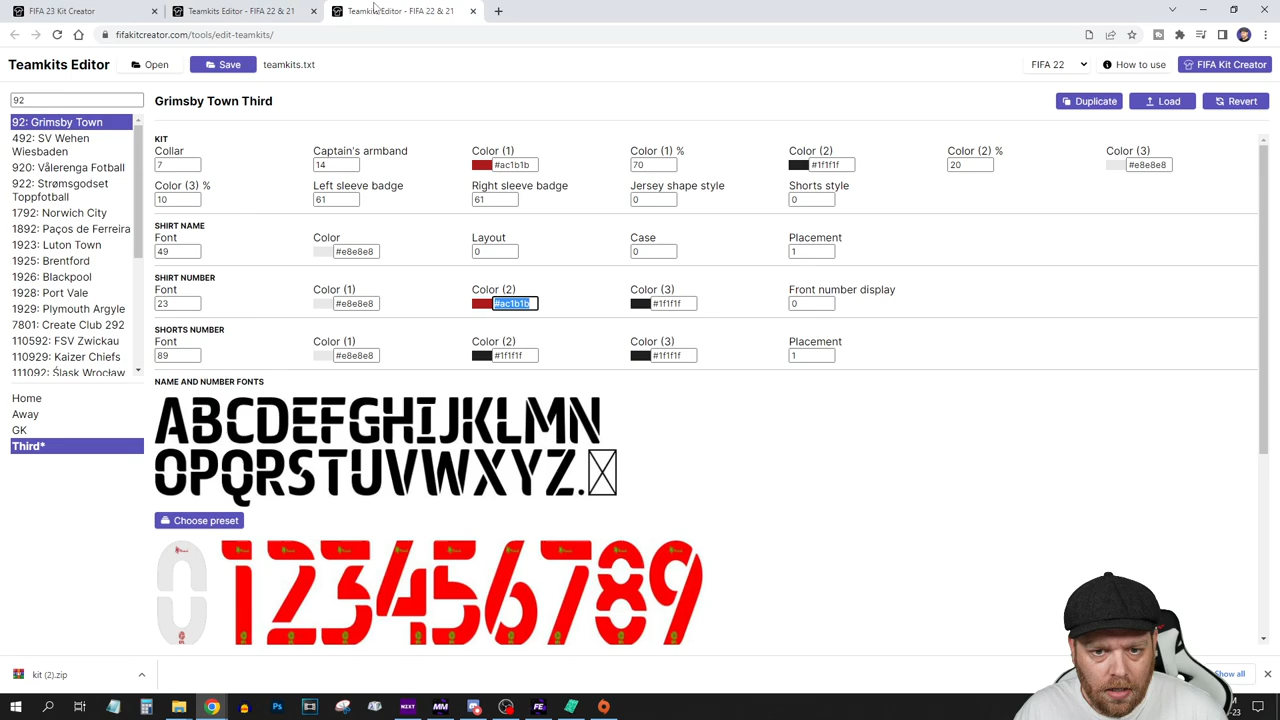 FIFA 23 Kit Creator
Teamkits Editor - FIFA 22 & 21
Teamkits Editor - FIFA 22 & 21
fifakitcreator.com/tools/edit-teamkits/
Teamkits Editor
Open
Save
teamkits.txt
FIFA 22
How to use
FIFA Kit Creator
92
Grimsby Town Third
Duplicate
Load
Revert
92: Grimsby Town
492: SV Wehen
Wiesbaden
920: Vålerenga Fotball
922: Strømsgodset
Toppfotball
1792: Norwich City
1892: Paços de Ferreira
1923: Luton Town
1925: Brentford
1926: Blackpool
1928: Port Vale
1929: Plymouth Argyle
7801: Create Club 292
110592: FSV Zwickau
110929: Kaizer Chiefs
111092: Śląsk Wrocław
Home
Away
GK
Third*
KIT
Collar Captain's armband Color (1) Color (1) % Color (2) Color (2) % Color (3)
7 14 #ac1b1b 70 #1f1f1f 20 #e8e8e8
Color (3) % Left sleeve badge Right sleeve badge Jersey shape style Shorts style
10 61 61 0 0
SHIRT NAME
Font Color Layout Case Placement
49 #e8e8e8 0 0 1
SHIRT NUMBER
Font Color (1) Color (2) Color (3) Front number display
23 #e8e8e8 #ac1b1b #1f1f1f 0
SHORTS NUMBER
Font Color (1) Color (2) Color (3) Placement
89 #e8e8e8 #1f1f1f #1f1f1f 1
NAME AND NUMBER FONTS
ABCDEFGHIJKLMN
OPQRSTUVWXYZ.
Choose preset
0123456789
kit (2).zip
Show all
NIXT
MM
FE
-23